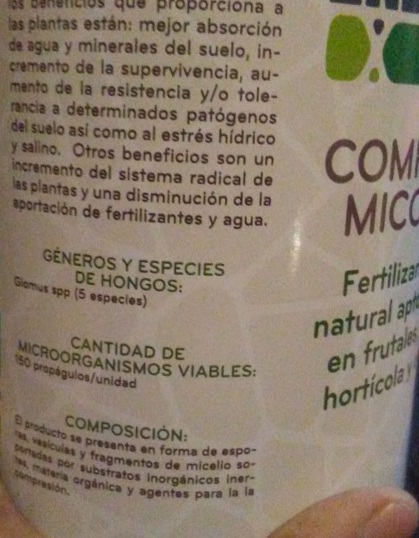 los beneficios que proporciona a
las plantas están: mejor absorción
de agua y minerales del suelo, in-
cremento de la supervivencia, au-
mento de la resistencia y/o tole-
rancia a determinados patógenos
del suelo así como al estrés hídrico
y salino. Otros beneficios son un
incremento del sistema radical de
las plantas y una disminución de la
aportación de fertilizantes y agua.
GÉNEROS Y ESPECIES
DE HONGOS:
Glomus spp (5 especies)
CANTIDAD DE
MICROORGANISMOS VIABLES:
150 propágulos/unidad
COMPOSICIÓN:
El producto se presenta en forma de espo-
ras, vesículas y fragmentos de micelio so-
portadas por substratos inorgánicos iner-
tes, materia orgánica y agentes para la la
compresión.
COM
MICO
Fertiliza
natural
en frutales
hortícola